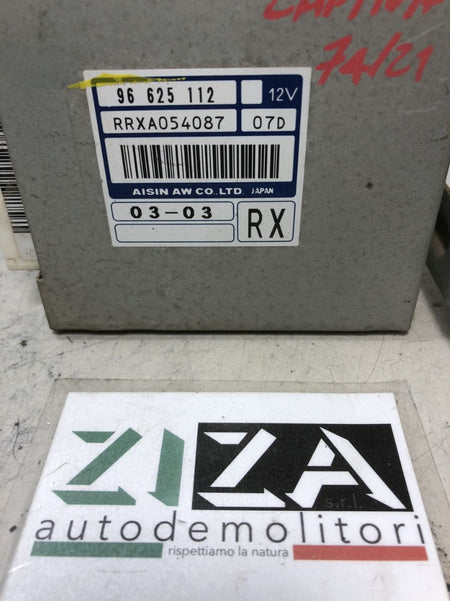 CAPTIVA
74/21
96 625 112 12V
RRXA054087 07D
AISIN AW CO., LTD. JAPAN
03-03
RX
ZIZA
s.r.l.
autodemolitori
rispettiamo la natura